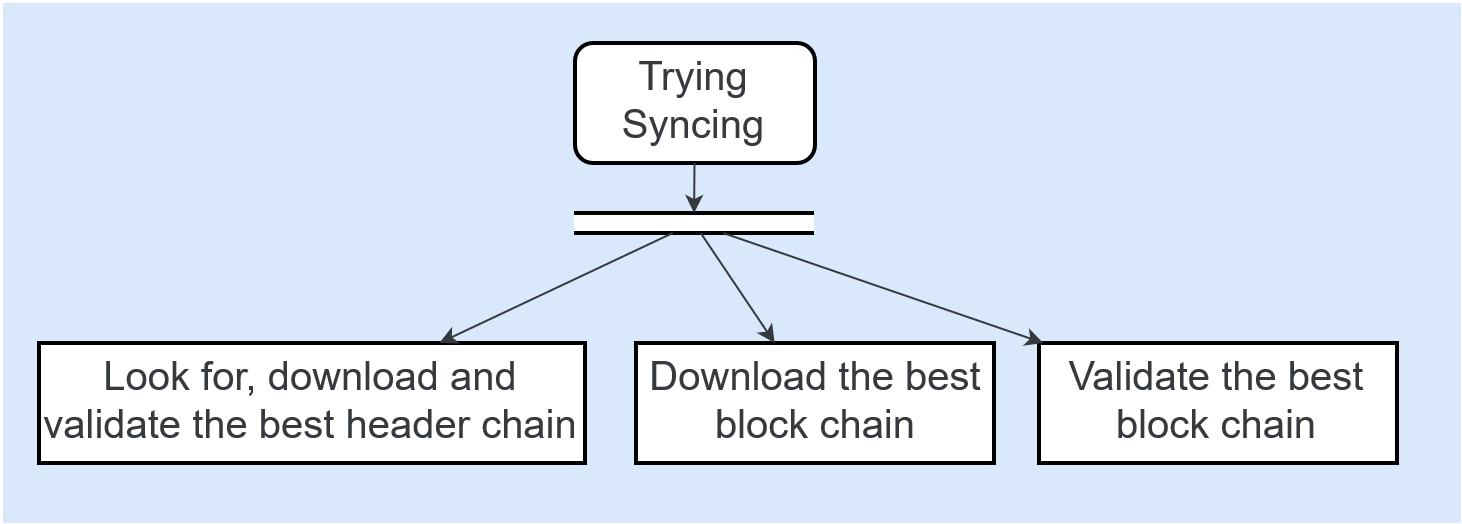 Trying
Syncing
Look for, download and
validate the best header chain
Download the best
block chain
Validate the best
block chain